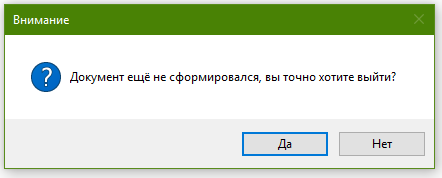 Внимание
Документ ещё не сформировался, вы точно хотите выйти?
Да
Нет